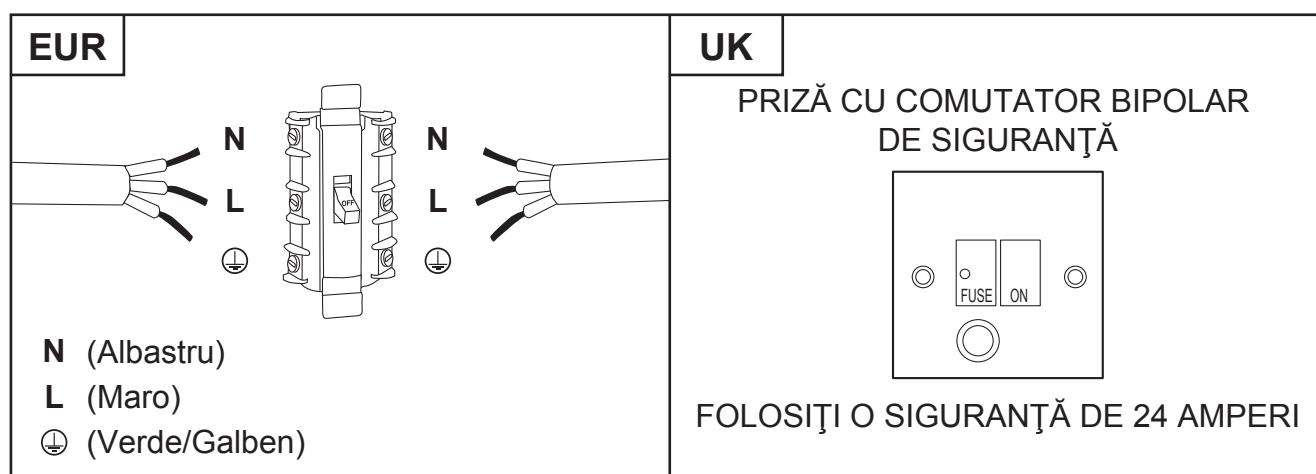 EUR
N
L
N
L
OFF
N (Albastru)
L (Maro)
(Verde/Galben)
UK
PRIZĂ CU COMUTATOR BIPOLAR
DE SIGURANŢĂ
FUSE ON
FOLOSIŢI O SIGURANŢĂ DE 24 AMPERI